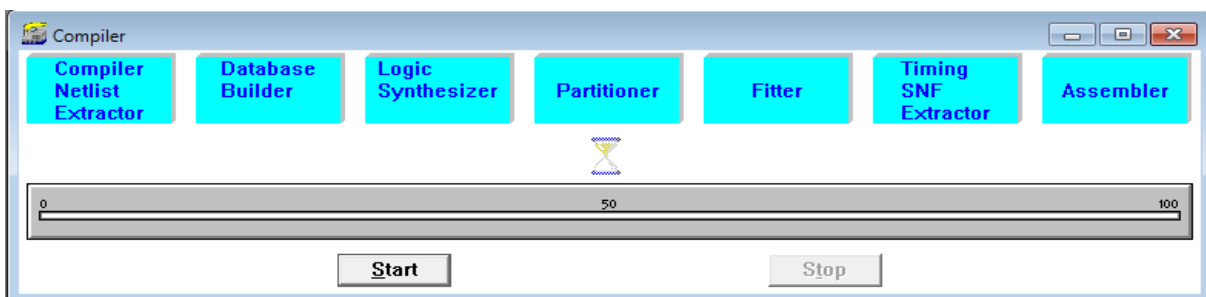 Compiler
Compiler
Netlist
Extractor
Database
Builder
Logic
Synthesizer
Partitioner
Fitter
Timing
SNF
Extractor
Assembler
0 50 100
Start Stop